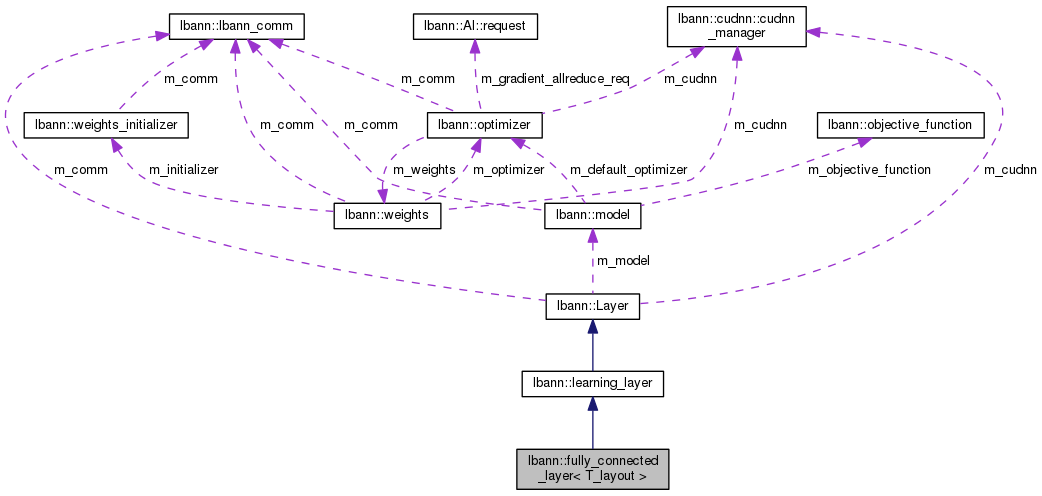 lbann::lbann_comm
lbann::Al::request
lbann::cudnn::cudnn
_manager
m_comm
m_comm
m_gradient_allreduce_req
m_cudnn
lbann::weights_initializer
m_comm
m_comm
lbann::optimizer
m_cudnn
lbann::objective_function
m_comm
m_initializer
m_weights
m_optimizer
m_default_optimizer
m_objective_function
m_cudnn
lbann::weights
lbann::model
m_model
lbann::Layer
lbann::learning_layer
lbann::fully_connected
_layer< T_layout >